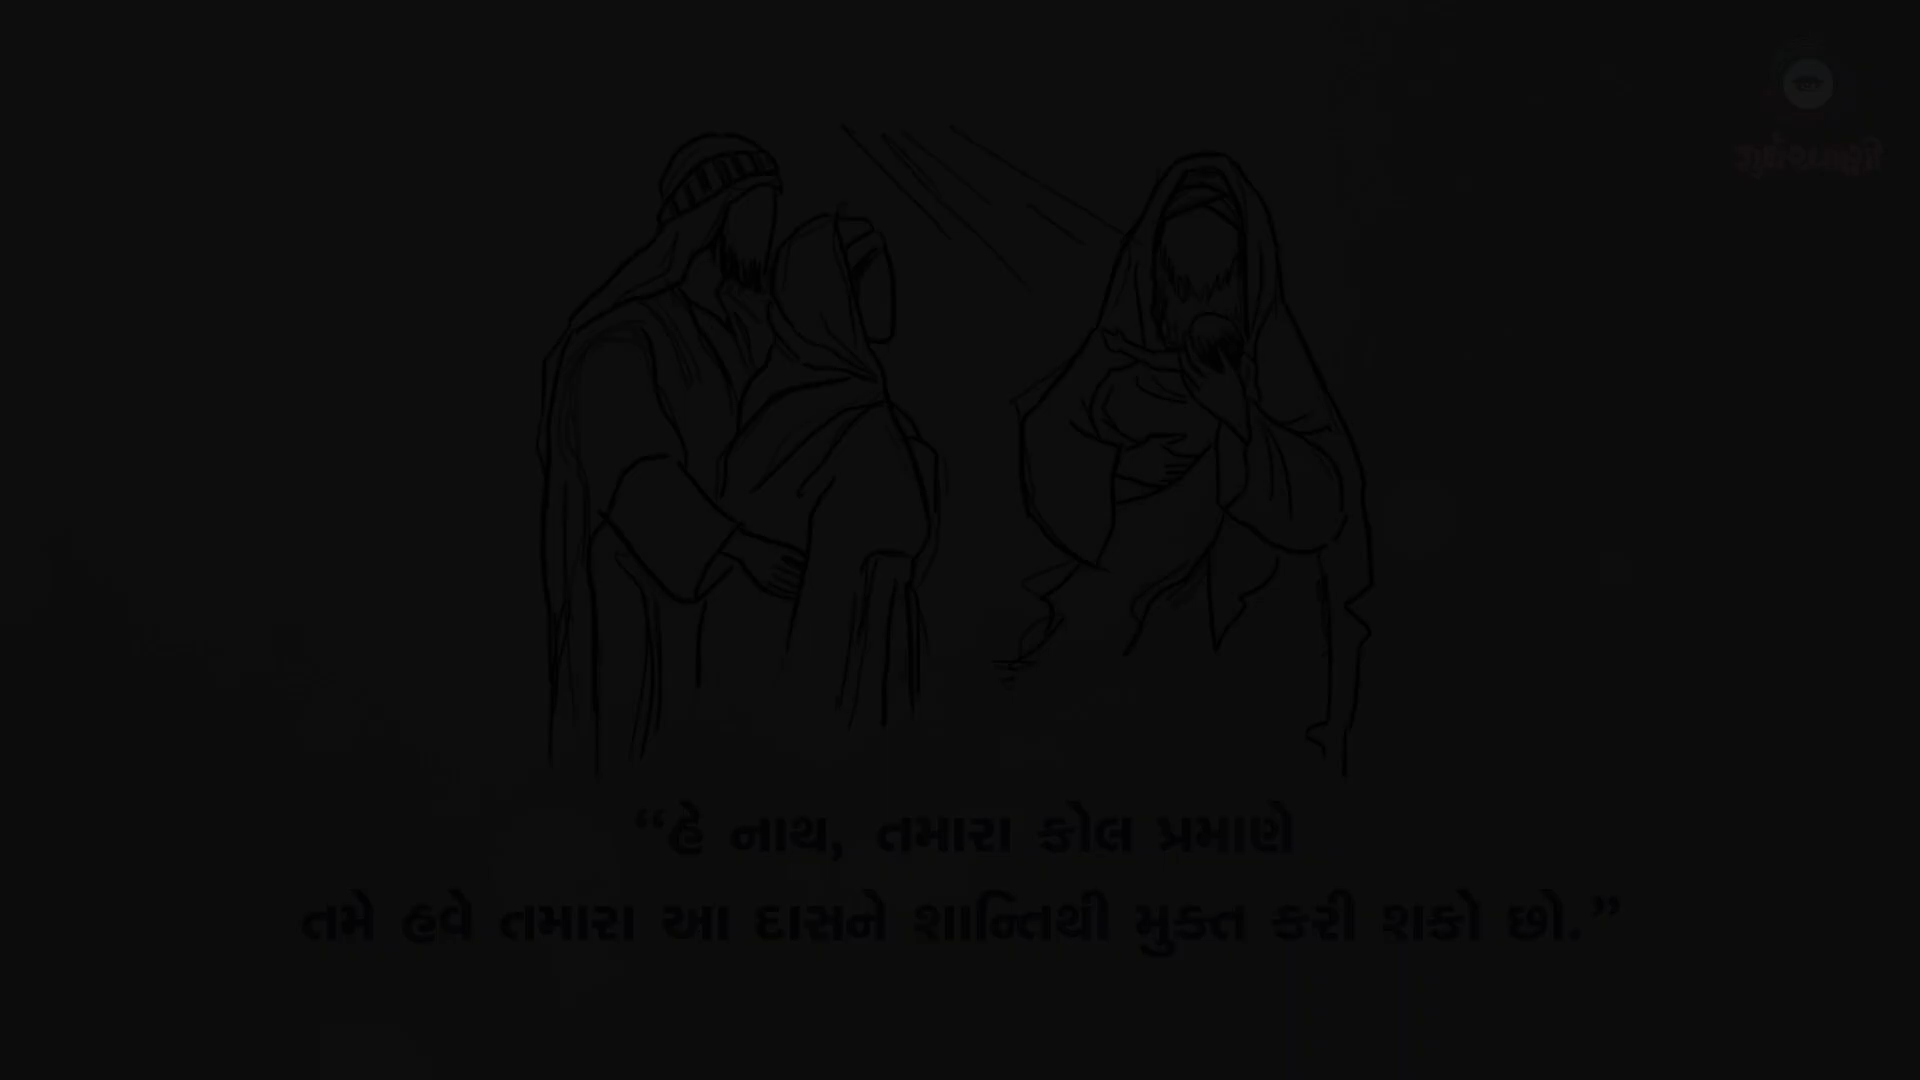 “હે નાથ, તમારા કોલ પ્રમાણે
તમે હવે તમારા આ દાસને શાન્તિથી મુક્ત કરી શકો છો.”